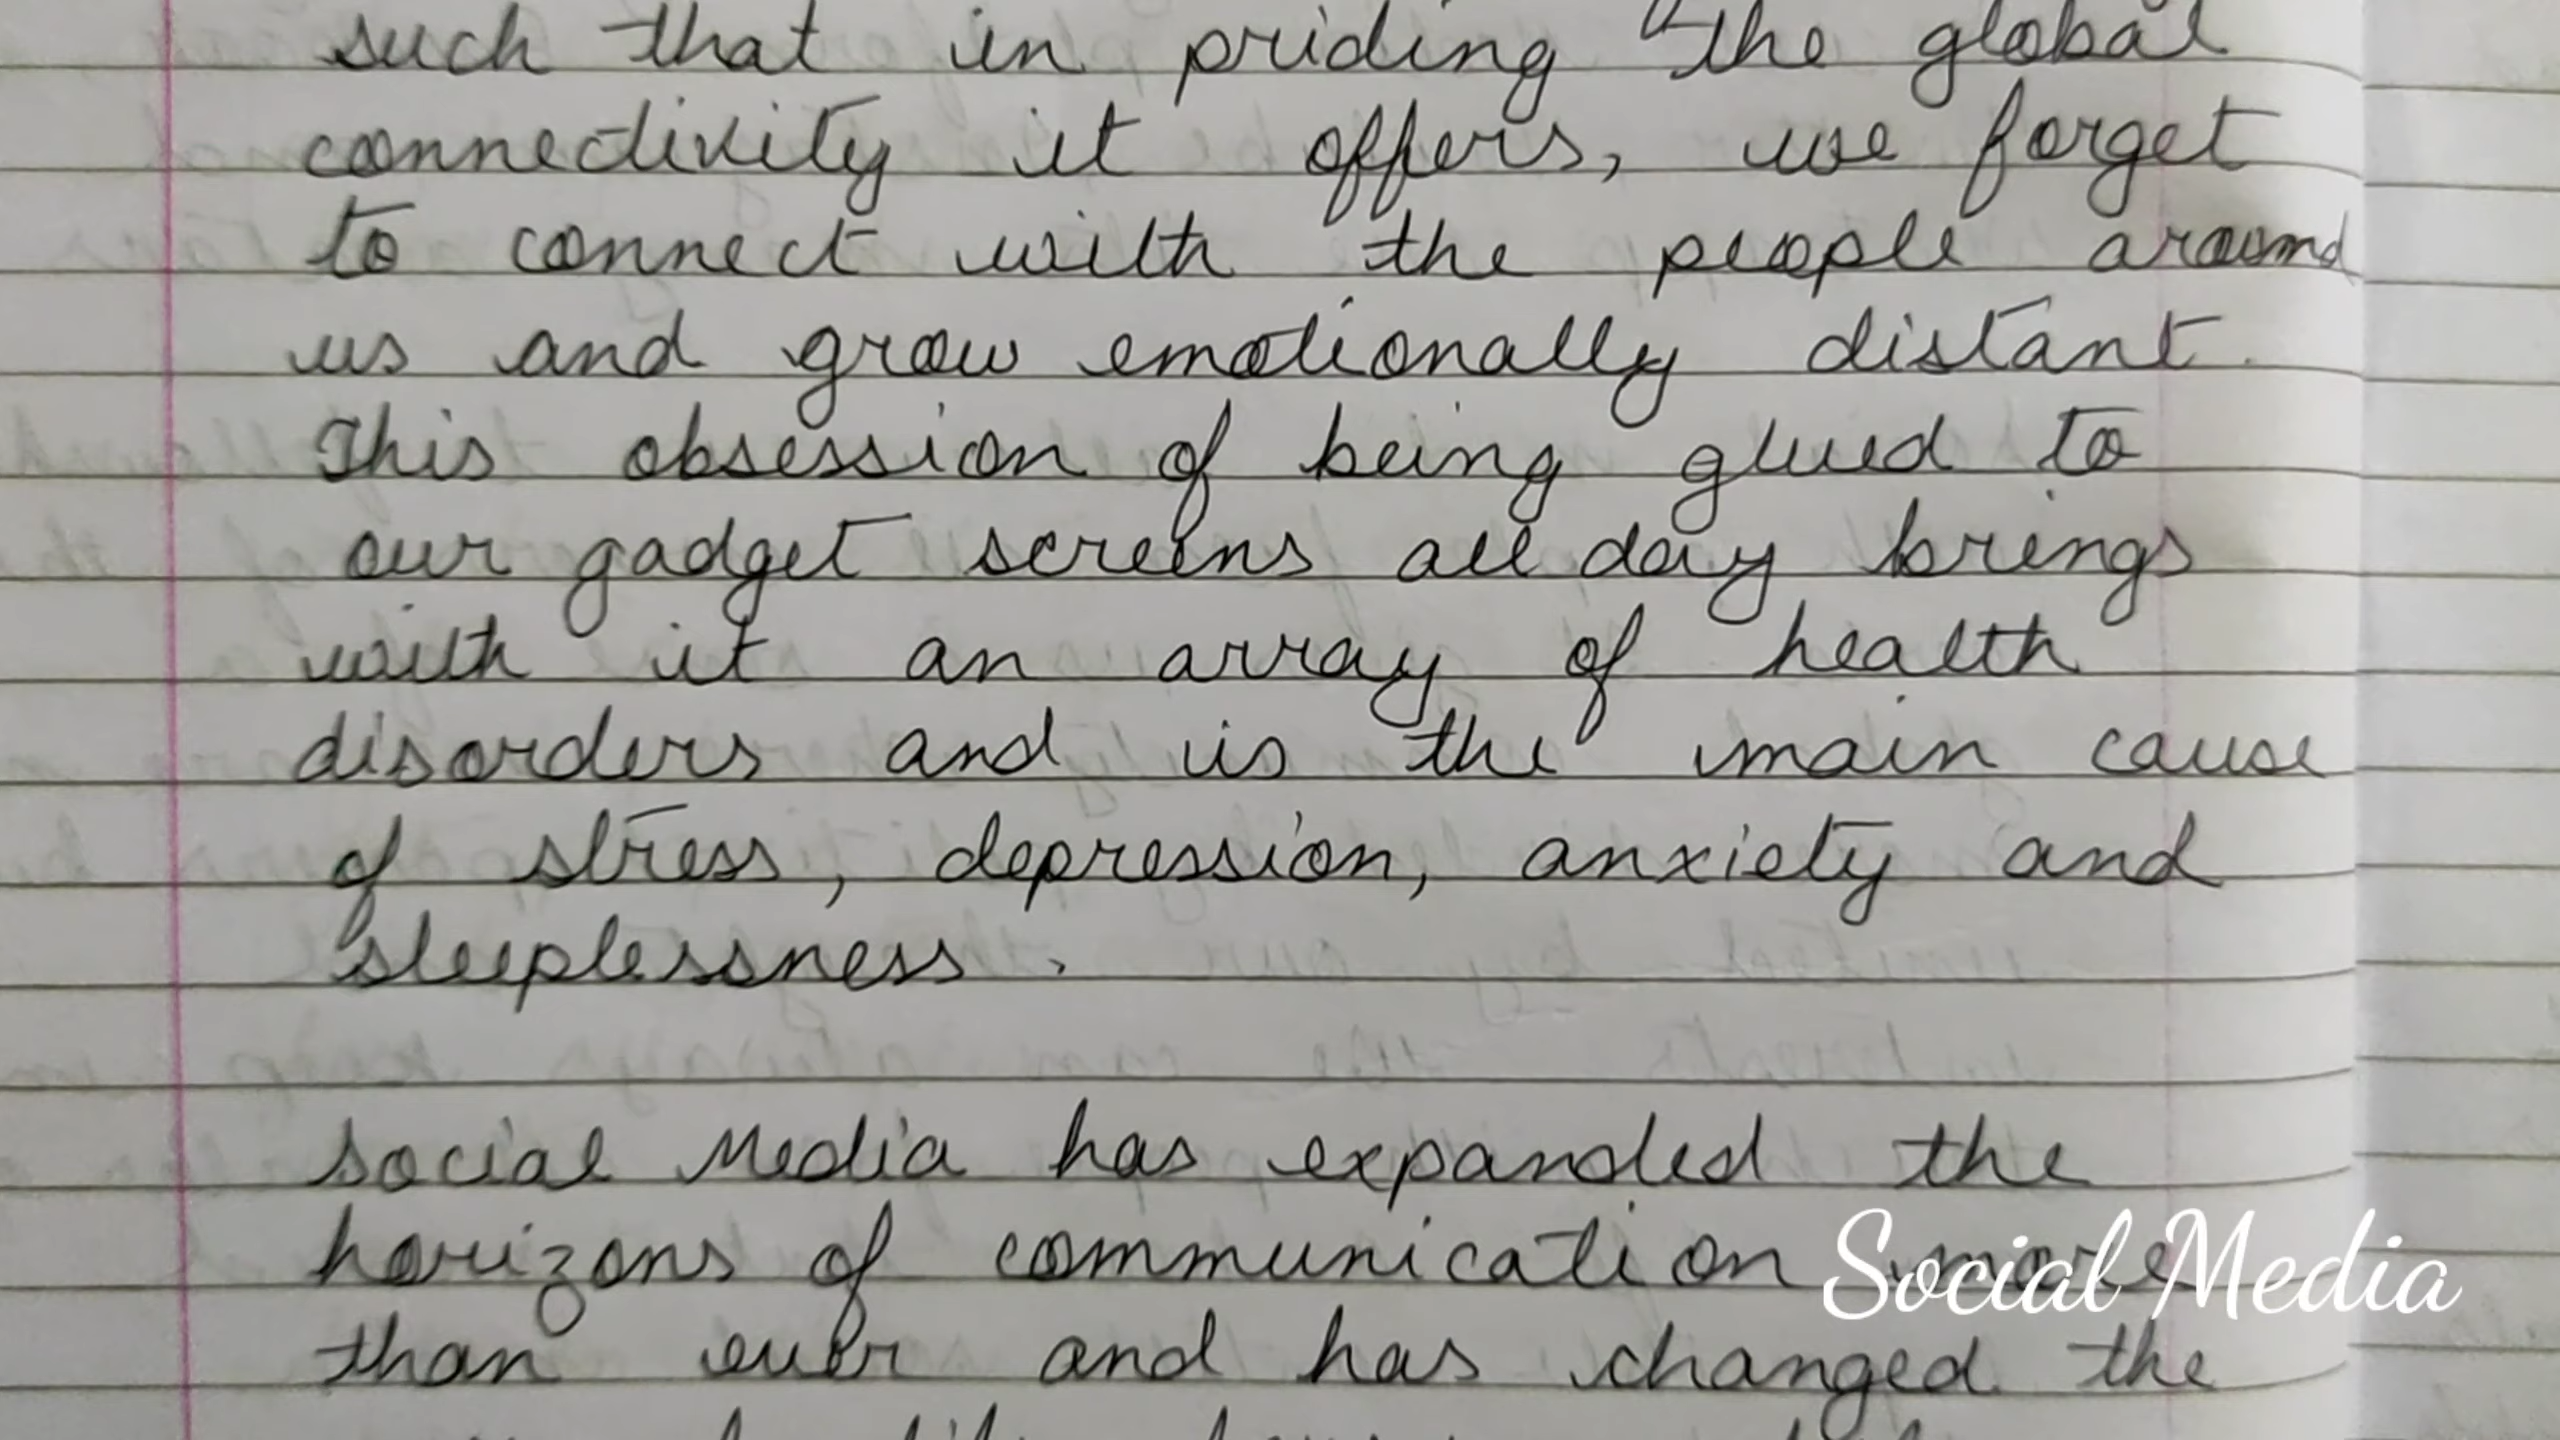 such that in priding the global
connectivity it offers, we forget
to connect with the people around
us and grow emotionally distant.
This obsession of being glued to
our gadget screens all day brings
with it an array of health
disorders and is the main cause
of stress, depression, anxiety and
sleeplessness.
social Media has expanded the
horizons of communication more
Social Media
than ever and has changed the